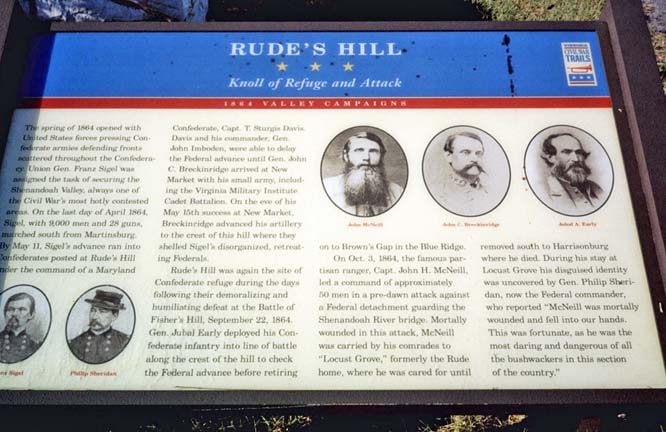 RUDE'S HILL
Knoll of Refuge and Attack
1864 VALLEY CAMPAIGNS
CIVIL WAR
TRAILS
The spring of 1864 opened with
United States forces pressing Con-
federate armies defending fronts
scattered throughout the Confedera-
cy. Union Gen. Franz Sigel was
assigned the task of securing the
Shenandoah Valley, always one of
the Civil War's most hotly contested
areas. On the last day of April 1864,
Sigel, with 9,000 men and 28 guns,
marched south from Martinsburg.
By May 11, Sigel's advance ran into
Confederates posted at Rude's Hill
under the command of a Maryland
Sigel
Philip Sheridan
Confederate, Capt. T. Sturgis Davis.
Davis and his commander, Gen.
John Imboden, were able to delay
the Federal advance until Gen. John
C. Breckinridge arrived at New
Market with his small army, includ-
ing the Virginia Military Institute
Cadet Battalion. On the eve of his
May 15th success at New Market,
Breckinridge advanced his artillery
to the crest of this hill where they
shelled Sigel's disorganized, retreat-
ing Federals.
Rude's Hill was again the site of
Confederate refuge during the days
following their demoralizing and
humiliating defeat at the Battle of
Fisher's Hill, September 22, 1864.
Gen. Jubal Early deployed his Con-
federate infantry into line of battle
along the crest of the hill to check
the Federal advance before retiring
John McNeill
John C. Breckinridge
Jubal A. Early
on to Brown's Gap in the Blue Ridge.
On Oct. 3, 1864, the famous par-
tisan ranger, Capt. John H. McNeill,
led a command of approximately
50 men in a pre-dawn attack against
a Federal detachment guarding the
Shenandoah River bridge. Mortally
wounded in this attack, McNeill
was carried by his comrades to
"Locust Grove," formerly the Rude
home, where he was cared for until
removed south to Harrisonburg
where he died. During his stay at
Locust Grove his disguised identity
was uncovered by Gen. Philip Sheri-
dan, now the Federal commander,
who reported "McNeill was mortally
wounded and fell into our hands.
This was fortunate, as he was the
most daring and dangerous of all
the bushwackers in this section
of the country."